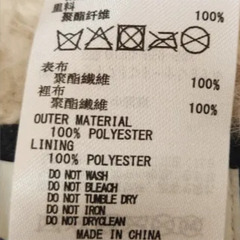 里料
聚酯纤维 100%
表布
聚酯繊維 100%
裡布
聚酯繊維 100%
OUTER MATERIAL
100% POLYESTER
LINING
100% POLYESTER
DO NOT WASH
DO NOT BLEACH
DO NOT TUMBLE DRY
DO NOT IRON
DO NOT DRYCLEAN
MADE IN CHINA